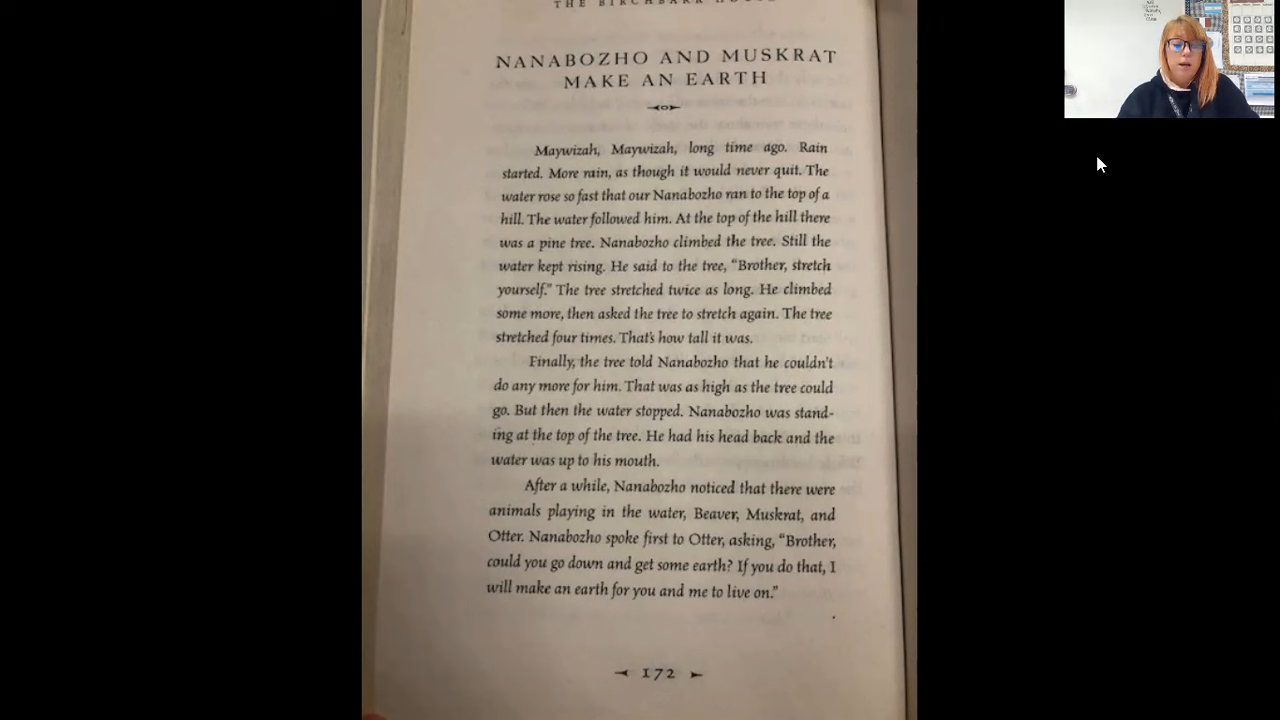 THE BIRCHBARK HOUSE
NANABOZHO AND MUSKRAT
MAKE AN EARTH
Maywizah, Maywizah, long time ago. Rain
started. More rain, as though it would never quit. The
water rose so fast that our Nanabozho ran to the top of a
hill. The water followed him. At the top of the hill there
was a pine tree. Nanabozho climbed the tree. Still the
water kept rising. He said to the tree, “Brother, stretch
yourself.” The tree stretched twice as long. He climbed
some more, then asked the tree to stretch again. The tree
stretched four times. That's how tall it was.
Finally, the tree told Nanabozho that he couldn't
do any more for him. That was as high as the tree could
go. But then the water stopped. Nanabozho was stand-
ing at the top of the tree. He had his head back and the
water was up to his mouth.
After a while, Nanabozho noticed that there were
animals playing in the water, Beaver, Muskrat, and
Otter. Nanabozho spoke first to Otter, asking, “Brother,
could you go down and get some earth? If you do that, I
will make an earth for you and me to live on.”
172